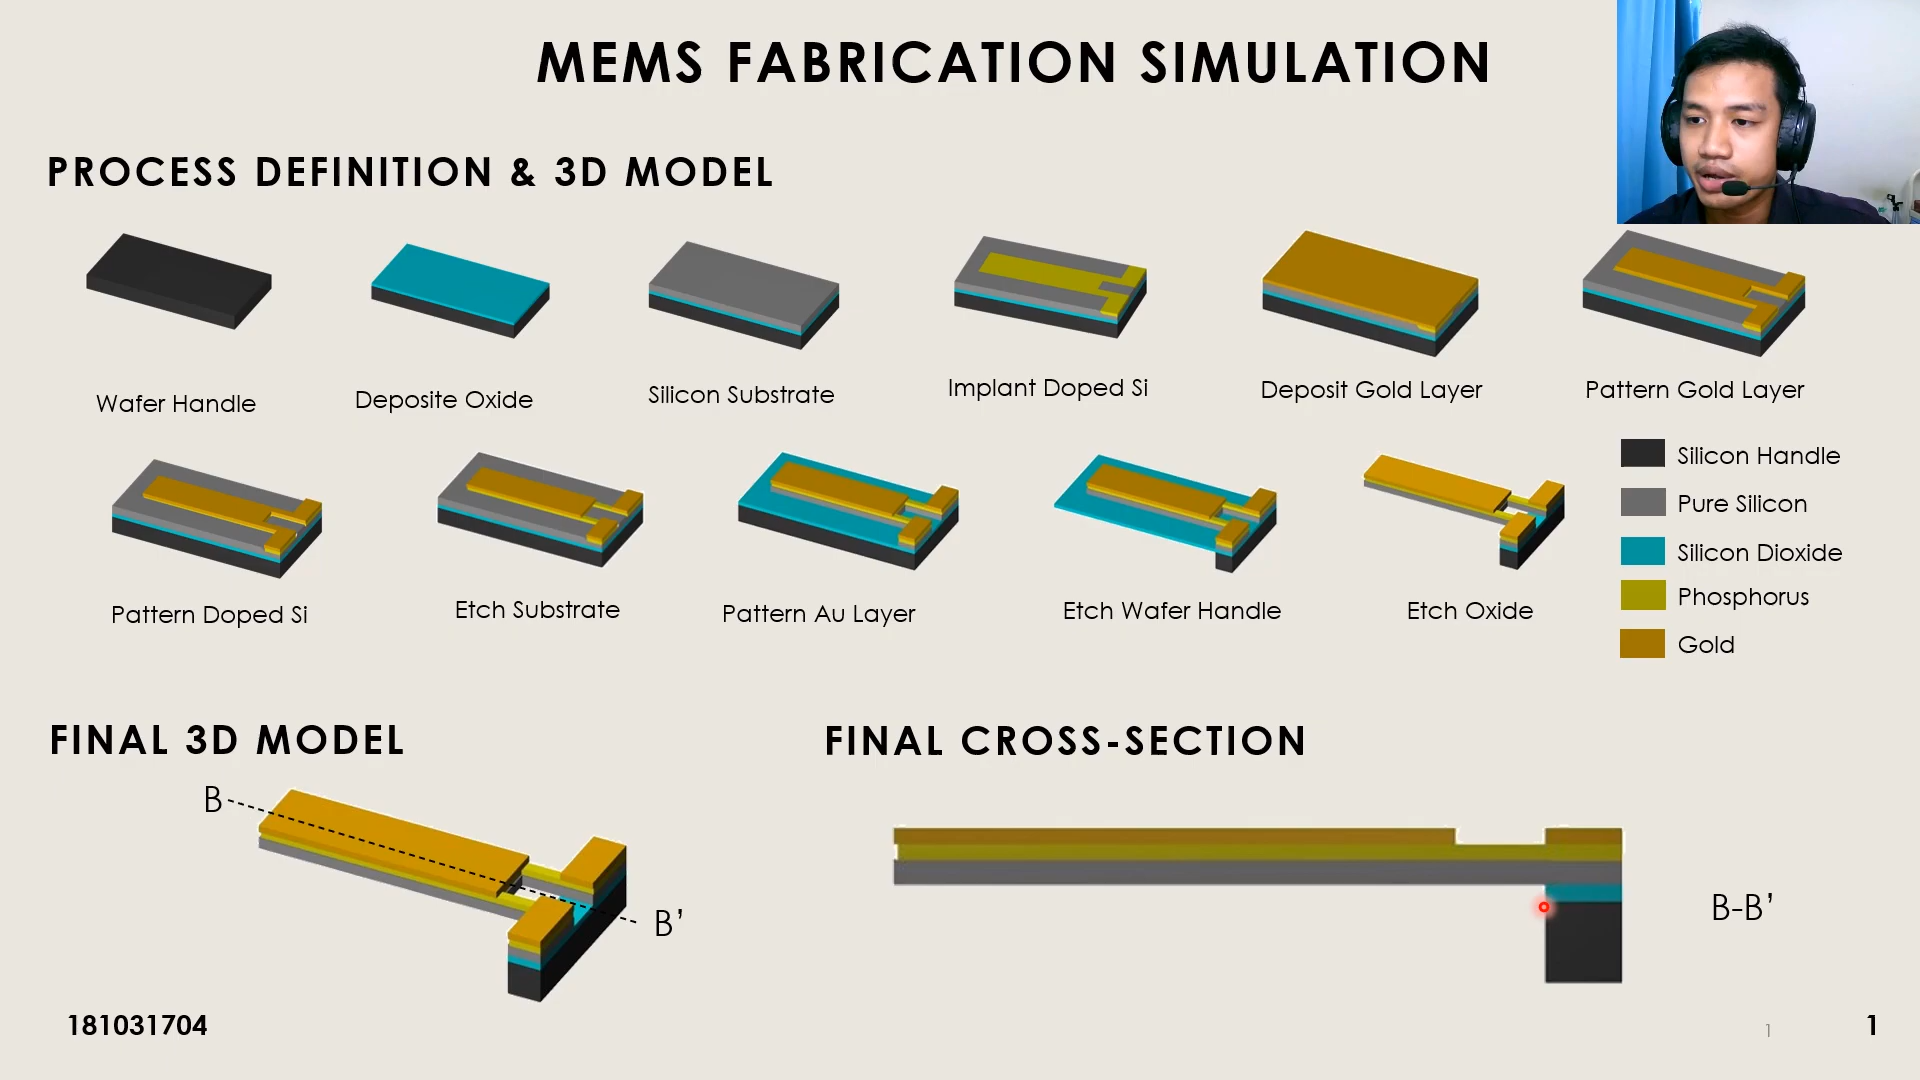 MEMS FABRICATION SIMULATION
PROCESS DEFINITION & 3D MODEL
Wafer Handle
Deposite Oxide
Silicon Substrate
Implant Doped Si
Deposit Gold Layer
Pattern Gold Layer
Pattern Doped Si
Etch Substrate
Pattern Au Layer
Etch Wafer Handle
Etch Oxide
Silicon Handle
Pure Silicon
Silicon Dioxide
Phosphorus
Gold
FINAL 3D MODEL
B
B’
FINAL CROSS-SECTION
B-B’
181031704
1
1